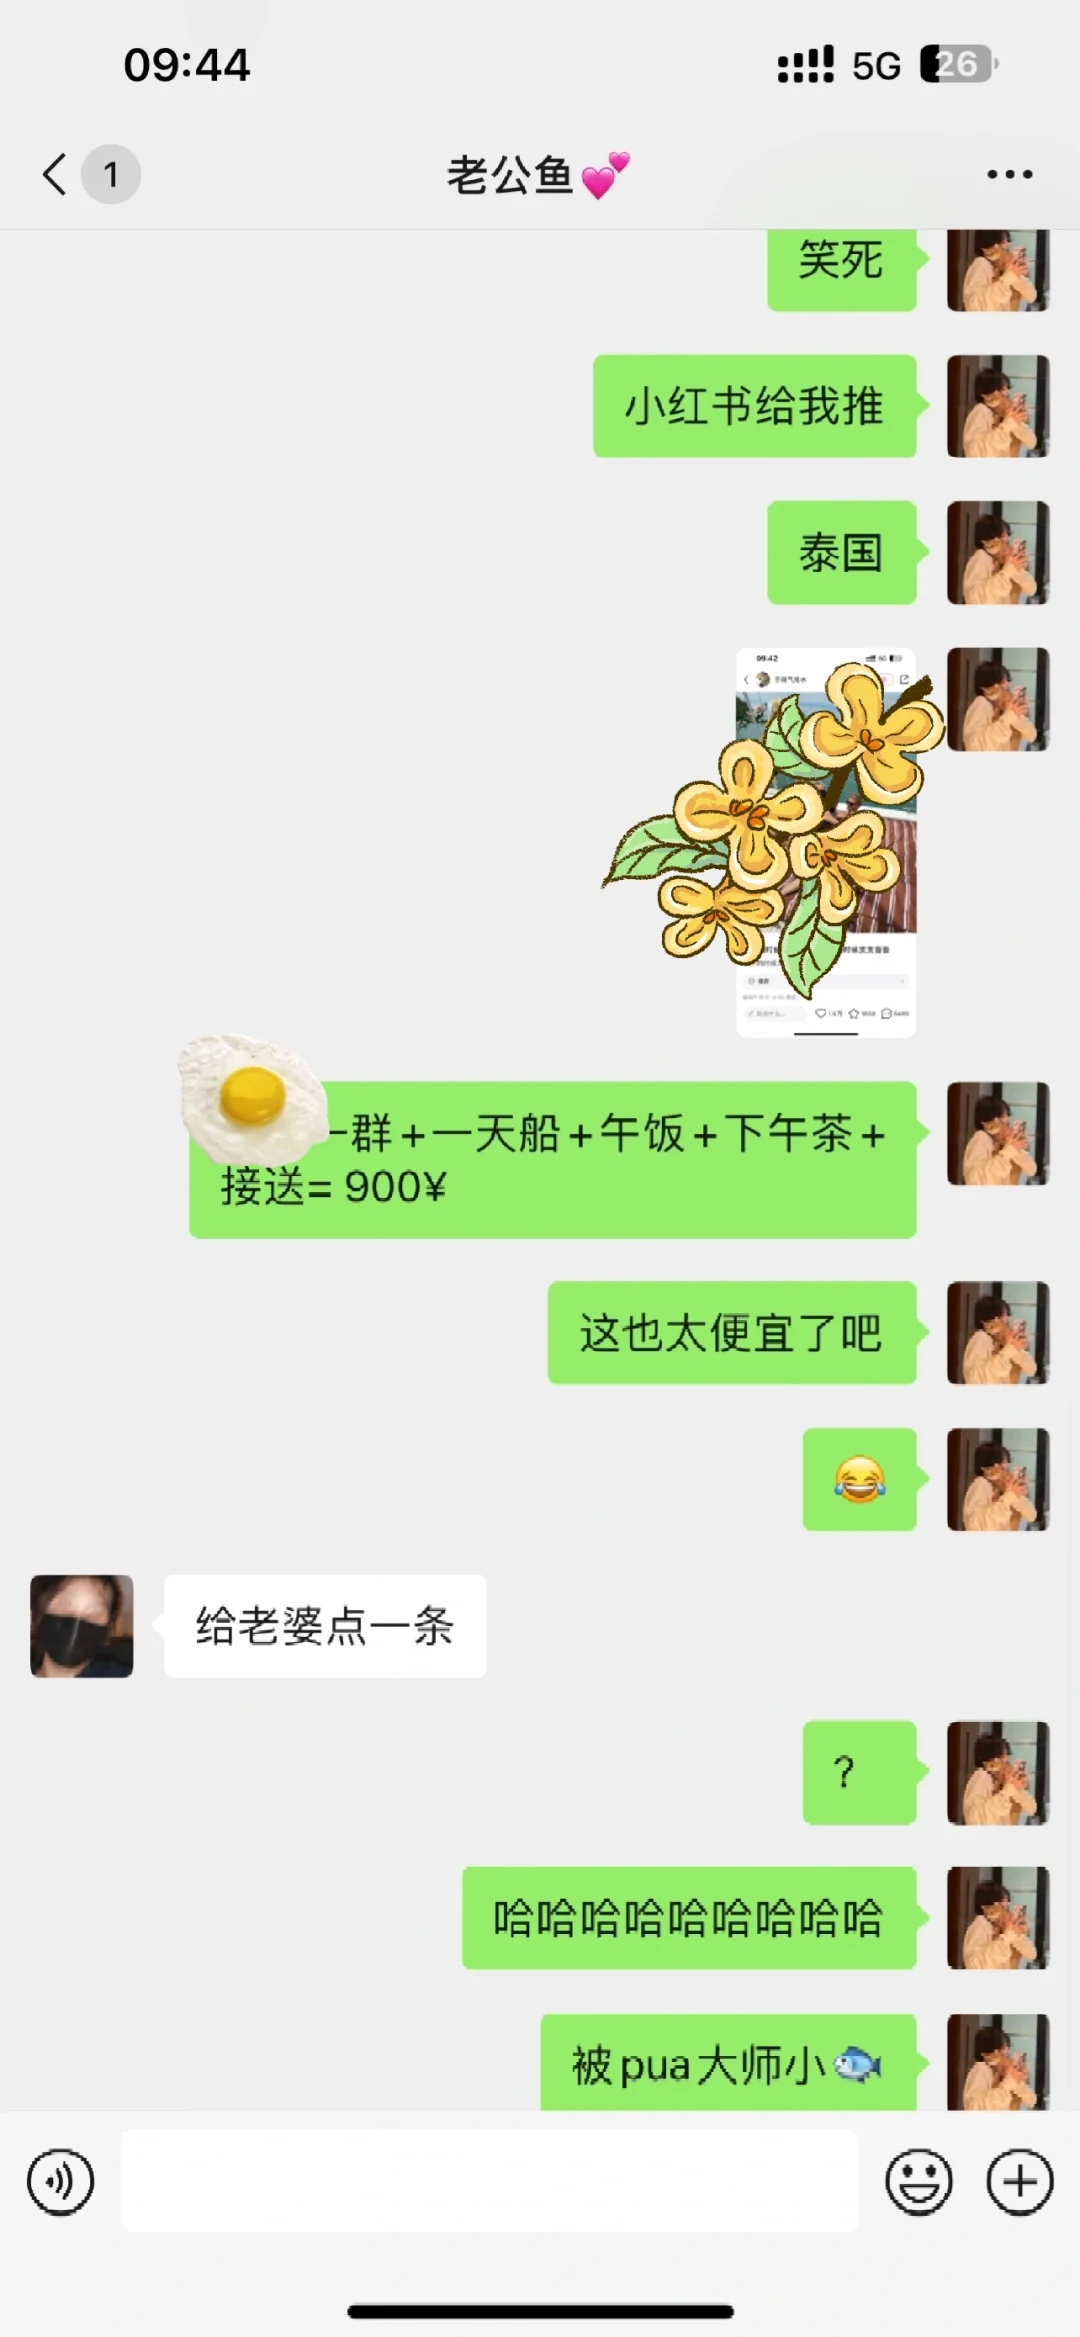 09:44
5G
26
1
老公鱼💕
笑死
小红书给我推
泰国
09:42
一群+一天船+午饭+下午茶+
接送= 900¥
这也太便宜了吧
😂
给老婆点一条
?
哈哈哈哈哈哈哈哈哈
被pua大师小🐟